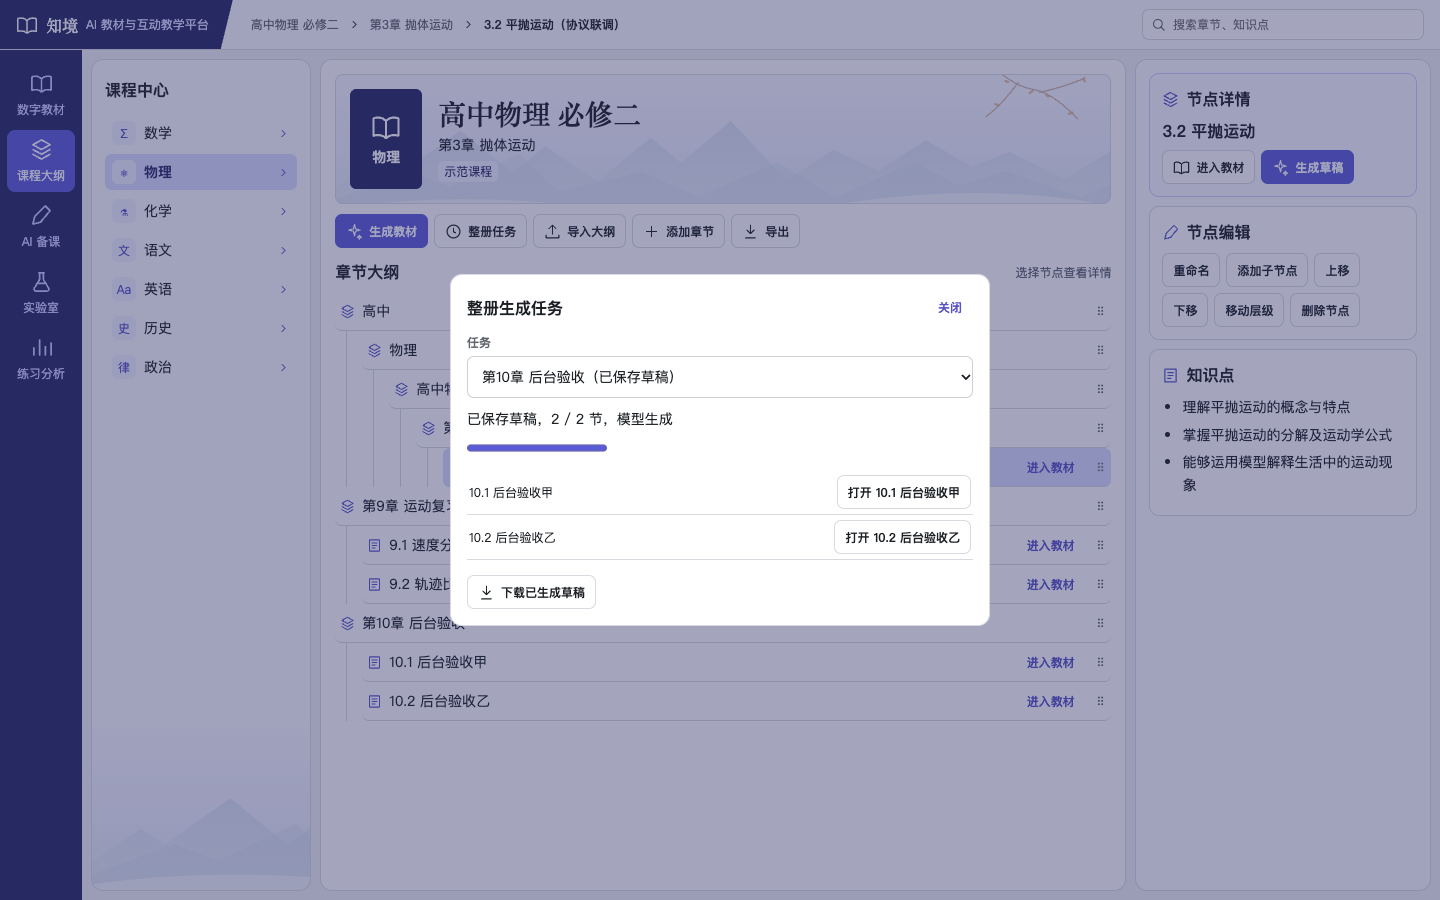 知境 AI 教材与互动教学平台
高中物理 必修二 › 第3章 抛体运动 › 3.2 平抛运动（协议联调）
搜索章节、知识点
数字教材
课程大纲
AI 备课
实验室
练习分析
课程中心
Σ 数学
物理
化学
文 语文
Aa 英语
史 历史
律 政治
物理
高中物理 必修二
第3章 抛体运动
示范课程
生成教材
整册任务
导入大纲
添加章节
导出
章节大纲
选择节点查看详情
高中
物理
高中
进入教材
第9章 运动复
9.1 速度
进入教材
9.2 轨迹
进入教材
第10章 后台验收
10.1 后台验收甲
进入教材
10.2 后台验收乙
进入教材
整册生成任务
关闭
任务
第10章 后台验收（已保存草稿）
已保存草稿，2 / 2 节，模型生成
10.1 后台验收甲
打开 10.1 后台验收甲
10.2 后台验收乙
打开 10.2 后台验收乙
下载已生成草稿
节点详情
3.2 平抛运动
进入教材
生成草稿
节点编辑
重命名
添加子节点
上移
下移
移动层级
删除节点
知识点
理解平抛运动的概念与特点
掌握平抛运动的分解及运动学公式
能够运用模型解释生活中的运动现
象